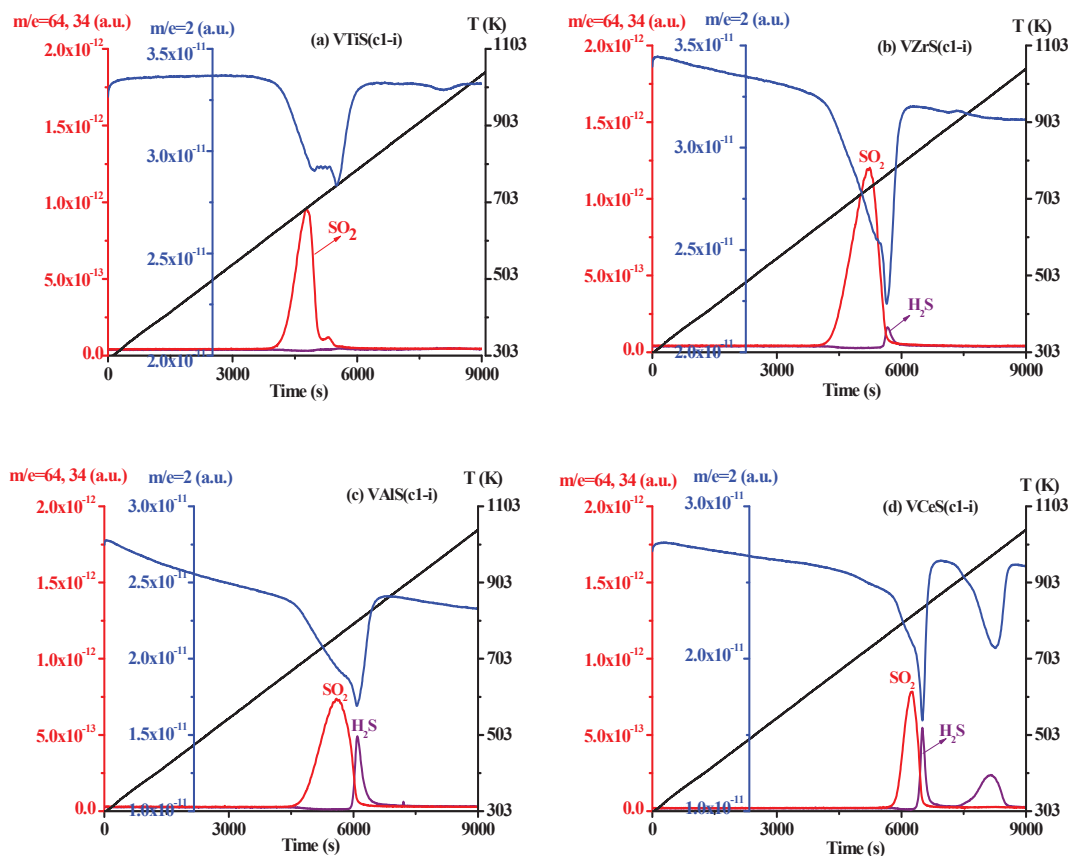 m/e=64, 34 (a.u.) m/e=2 (a.u.) T (K)
(a) VTiS(c1-i)
2.0x10⁻¹² 3.5x10⁻¹¹ 1103
1.5x10⁻¹² 903
3.0x10⁻¹¹
1.0x10⁻¹² 703
SO₂
2.5x10⁻¹¹
5.0x10⁻¹³ 503
0.0 2.0x10⁻¹¹ 303
0 3000 6000 9000
Time (s)
m/e=64, 34 (a.u.) m/e=2 (a.u.) T (K)
(b) VZrS(c1-i)
2.0x10⁻¹² 3.5x10⁻¹¹ 1103
1.5x10⁻¹² 903
3.0x10⁻¹¹
SO₂
1.0x10⁻¹² 703
2.5x10⁻¹¹
5.0x10⁻¹³ 503
H₂S
0.0 2.0x10⁻¹¹ 303
0 3000 6000 9000
Time (s)
m/e=64, 34 (a.u.) m/e=2 (a.u.) T (K)
(c) VAlS(c1-i)
2.0x10⁻¹² 3.0x10⁻¹¹ 1103
1.5x10⁻¹² 2.5x10⁻¹¹ 903
1.0x10⁻¹² 2.0x10⁻¹¹ 703
SO₂
5.0x10⁻¹³ 1.5x10⁻¹¹ H₂S 503
0.0 1.0x10⁻¹¹ 303
0 3000 6000 9000
Time (s)
m/e=64, 34 (a.u.) m/e=2 (a.u.) T (K)
(d) VCeS(c1-i)
2.0x10⁻¹² 3.0x10⁻¹¹ 1103
1.5x10⁻¹² 903
1.0x10⁻¹² 2.0x10⁻¹¹ 703
SO₂
5.0x10⁻¹³ H₂S 503
0.0 1.0x10⁻¹¹ 303
0 3000 6000 9000
Time (s)